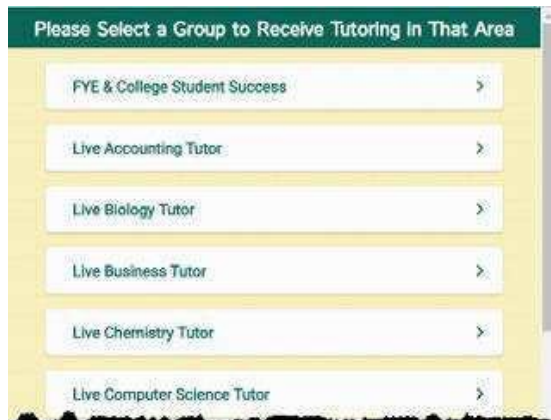 Please Select a Group to Receive Tutoring in That Area
FYE & College Student Success
Live Accounting Tutor
Live Biology Tutor
Live Business Tutor
Live Chemistry Tutor
Live Computer Science Tutor